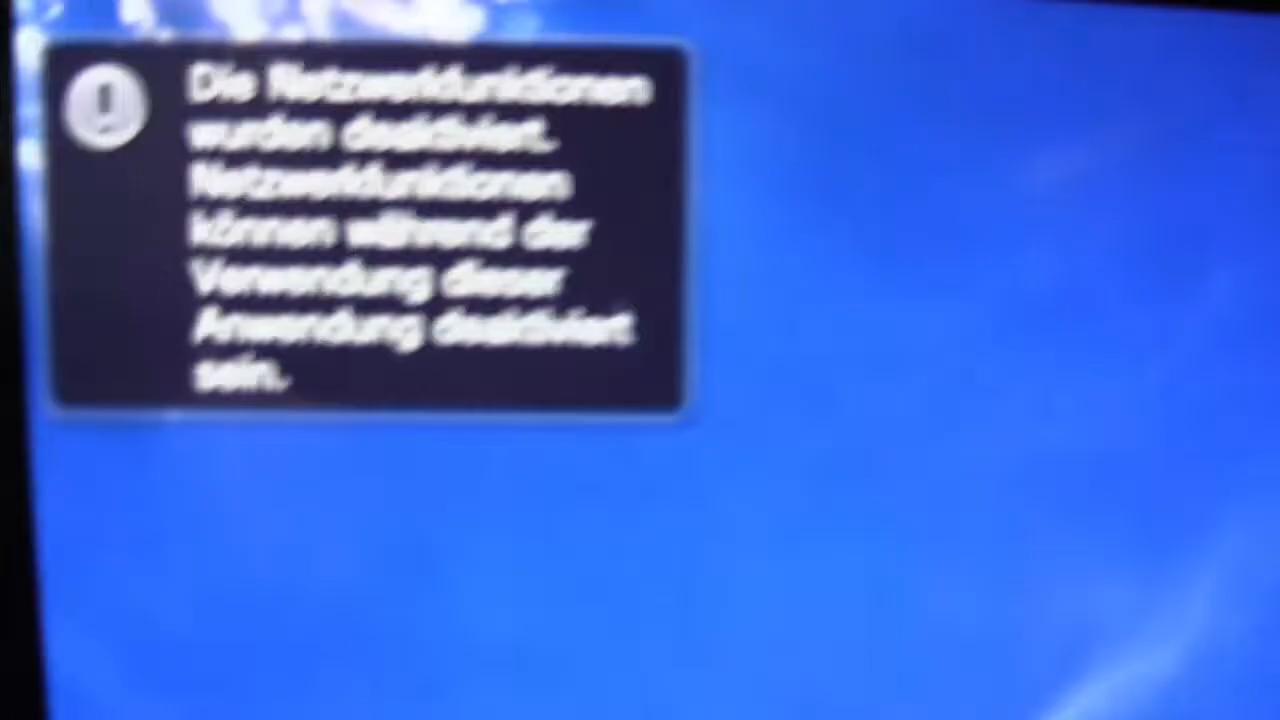 Die Netzwerkfunktionen
wurden deaktiviert.
Netzwerkfunktionen
können während der
Verwendung dieser
Anwendung deaktiviert
sein.